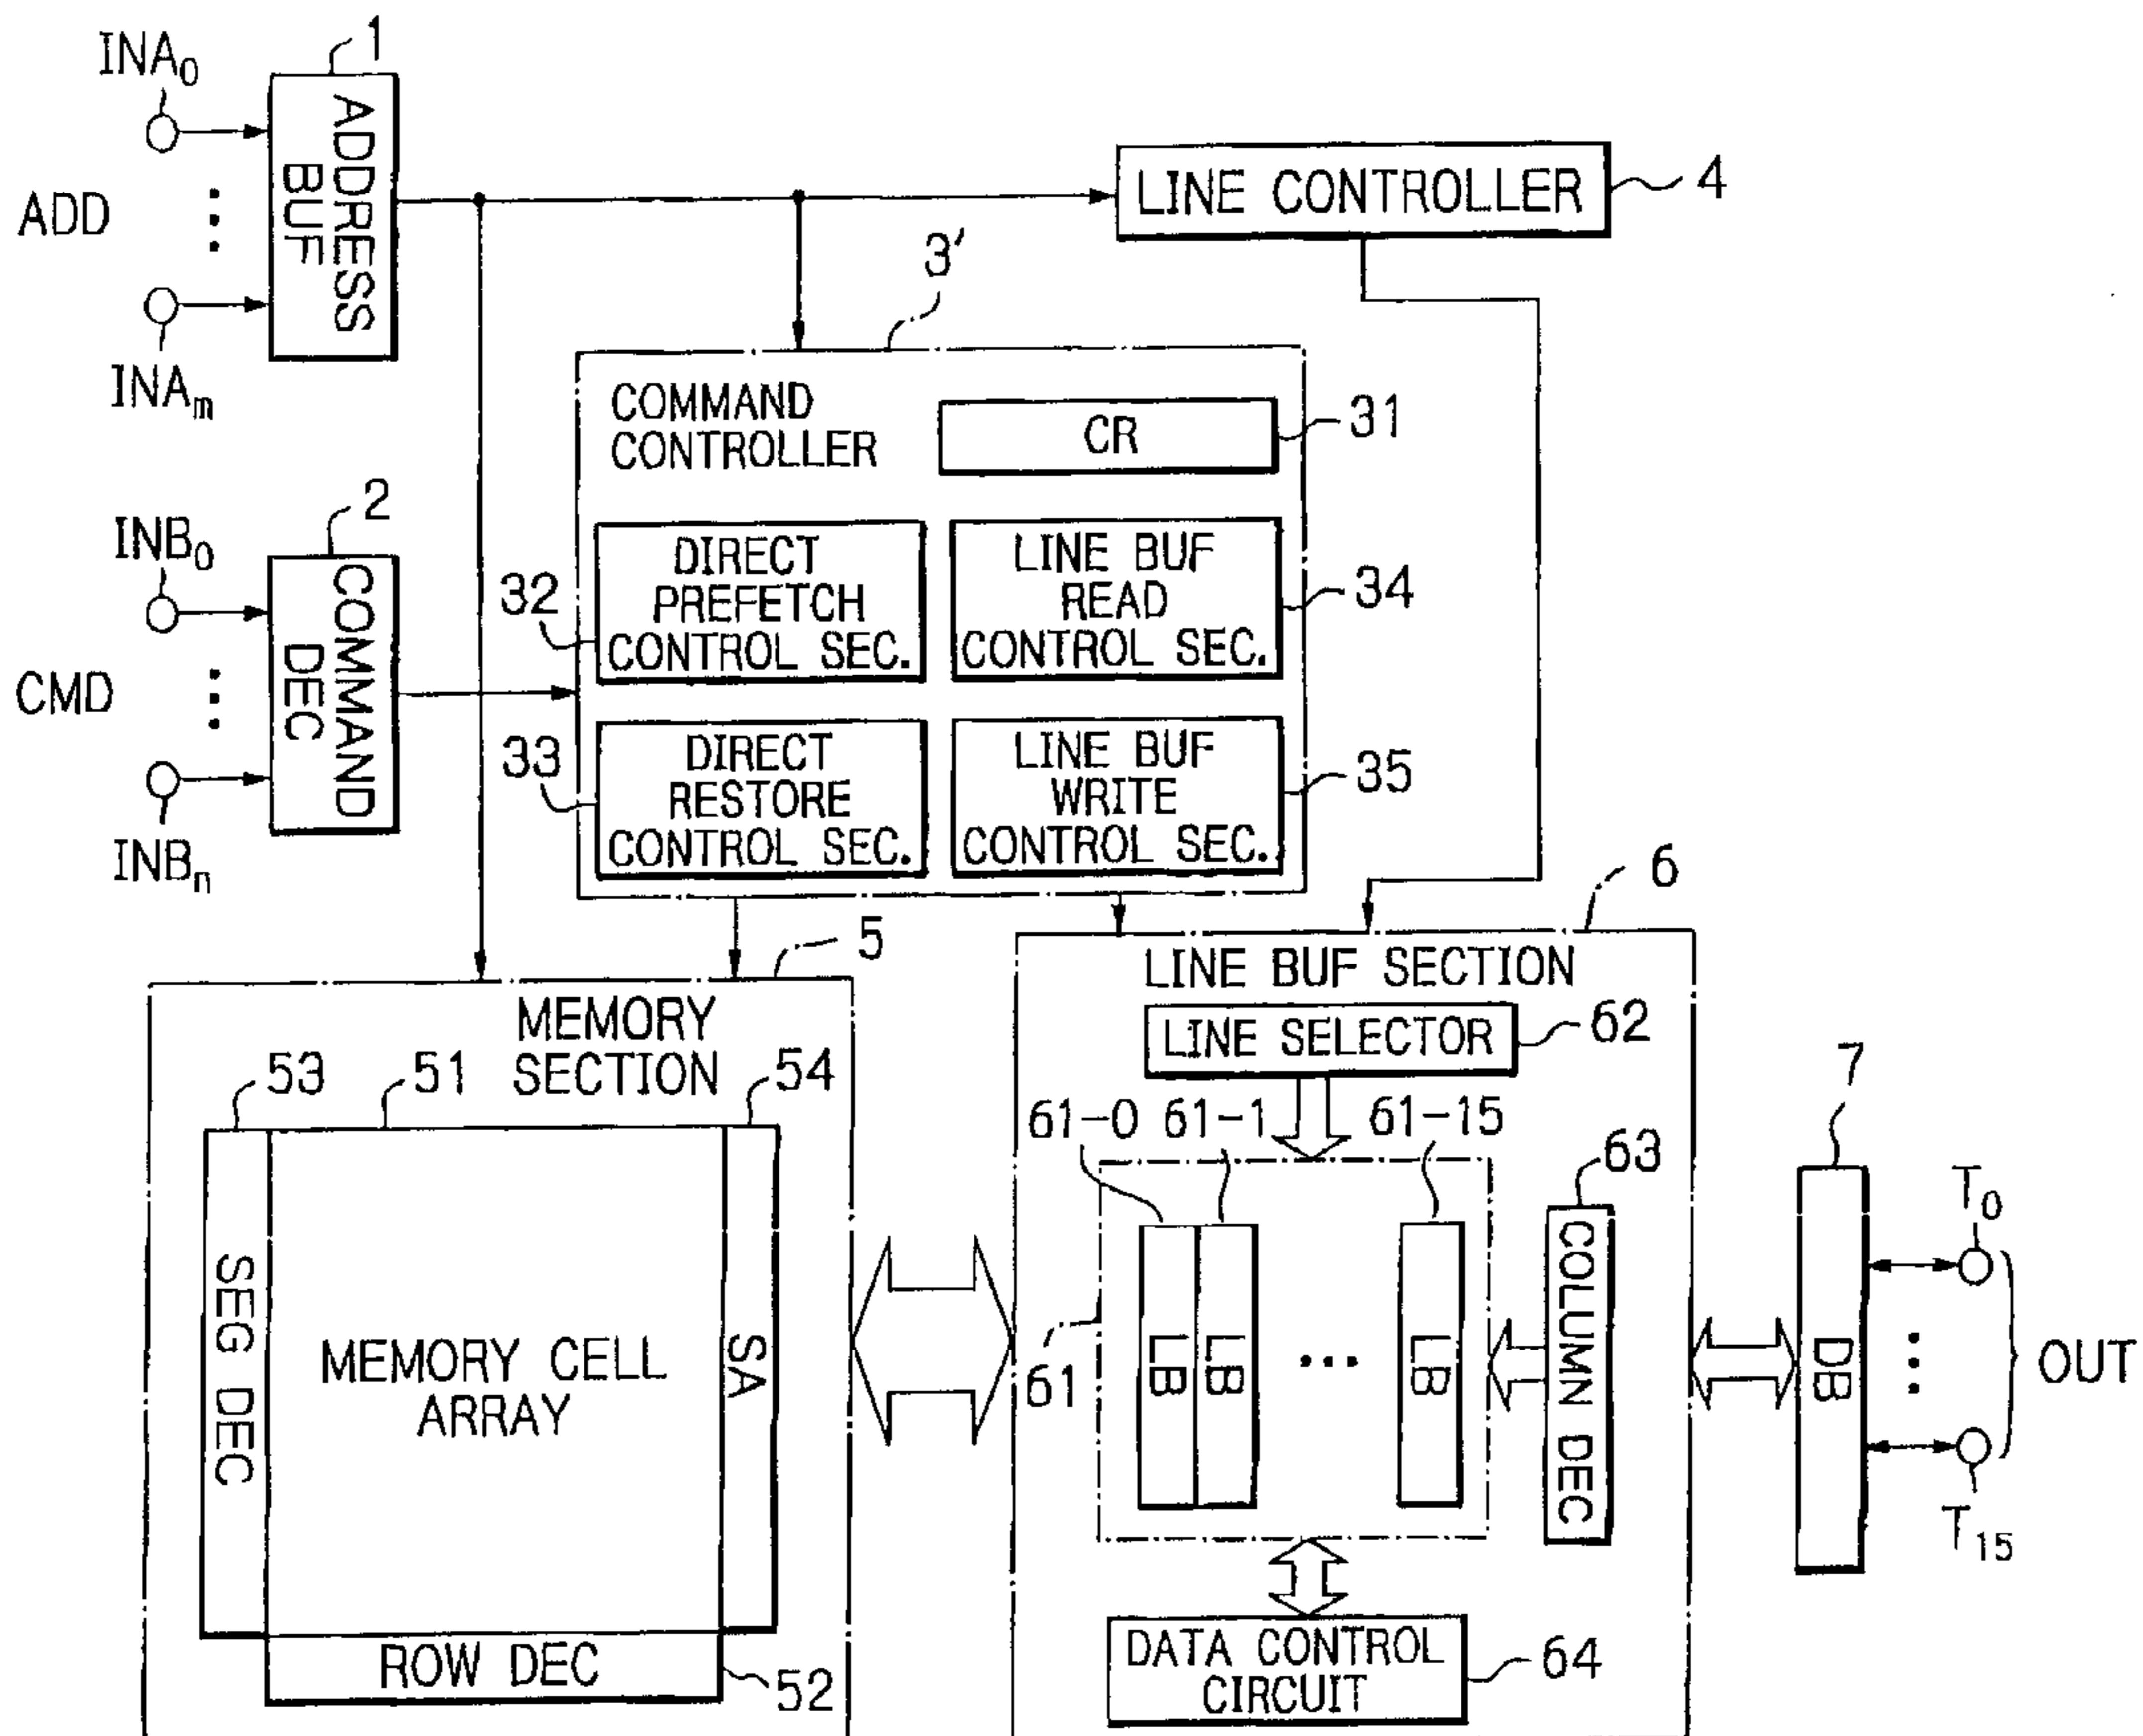 INA0
1
ADDRESS
BUF
ADD
INAm
LINE CONTROLLER
4
3'
COMMAND
CONTROLLER
CR
31
INB0
2
COMMAND
DEC
CMD
INBn
32
DIRECT
PREFETCH
CONTROL SEC.
LINE BUF
READ
CONTROL SEC.
34
33
DIRECT
RESTORE
CONTROL SEC.
LINE BUF
WRITE
CONTROL SEC.
35
5
6
MEMORY
SECTION
53
51
54
SEG DEC
MEMORY CELL
ARRAY
SA
ROW DEC
52
LINE BUF SECTION
LINE SELECTOR
62
61-0
61-1
61-15
63
61
LB
LB
...
LB
COLUMN DEC
DATA CONTROL
CIRCUIT
64
7
DB
T0
OUT
T15